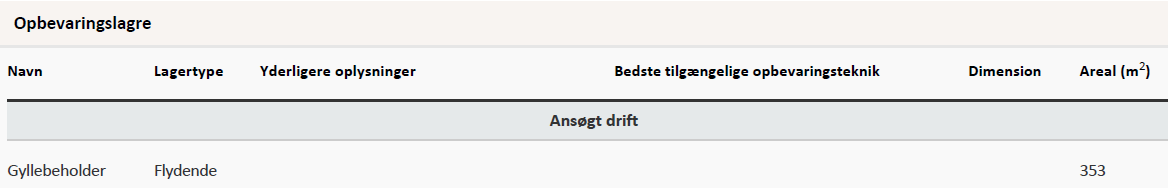 Opbevaringslagre
Navn Lagertype Yderligere oplysninger Bedste tilgængelige opbevaringsteknik Dimension Areal (m²)
Ansøgt drift
Gyllebeholder Flydende 353